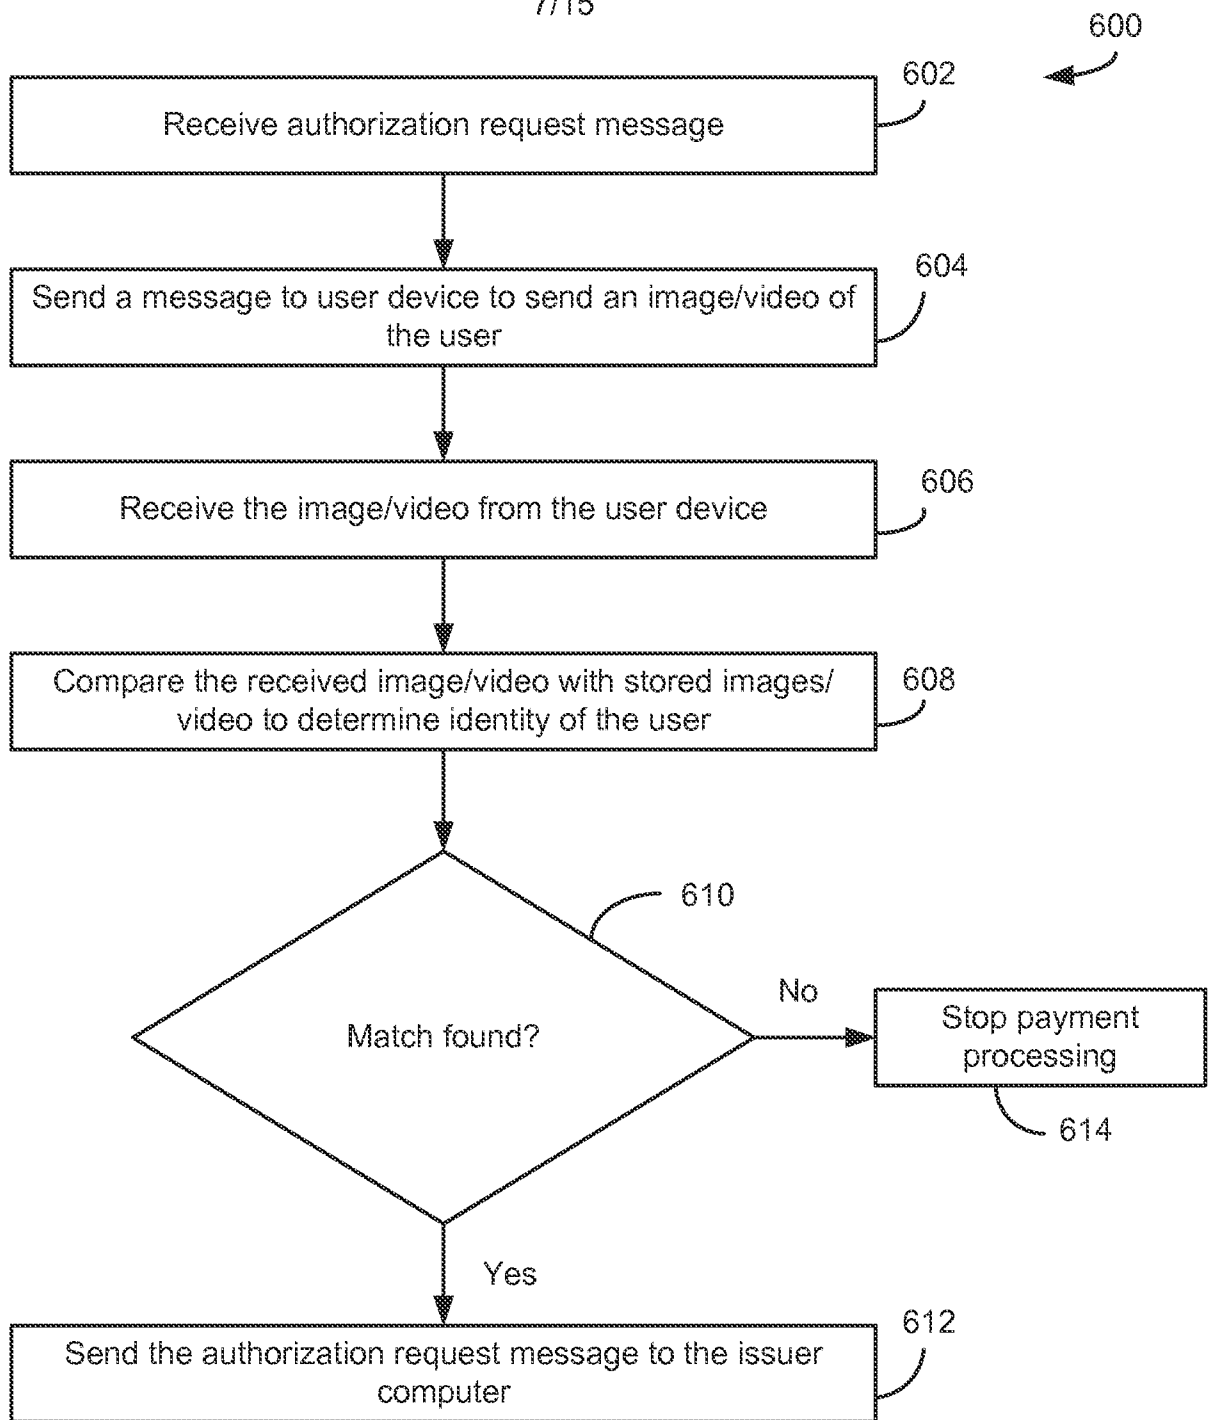 7/15
600
602
Receive authorization request message
604
Send a message to user device to send an image/video of
the user
606
Receive the image/video from the user device
608
Compare the received image/video with stored images/
video to determine identity of the user
610
Match found?
No
Stop payment
processing
614
Yes
612
Send the authorization request message to the issuer
computer